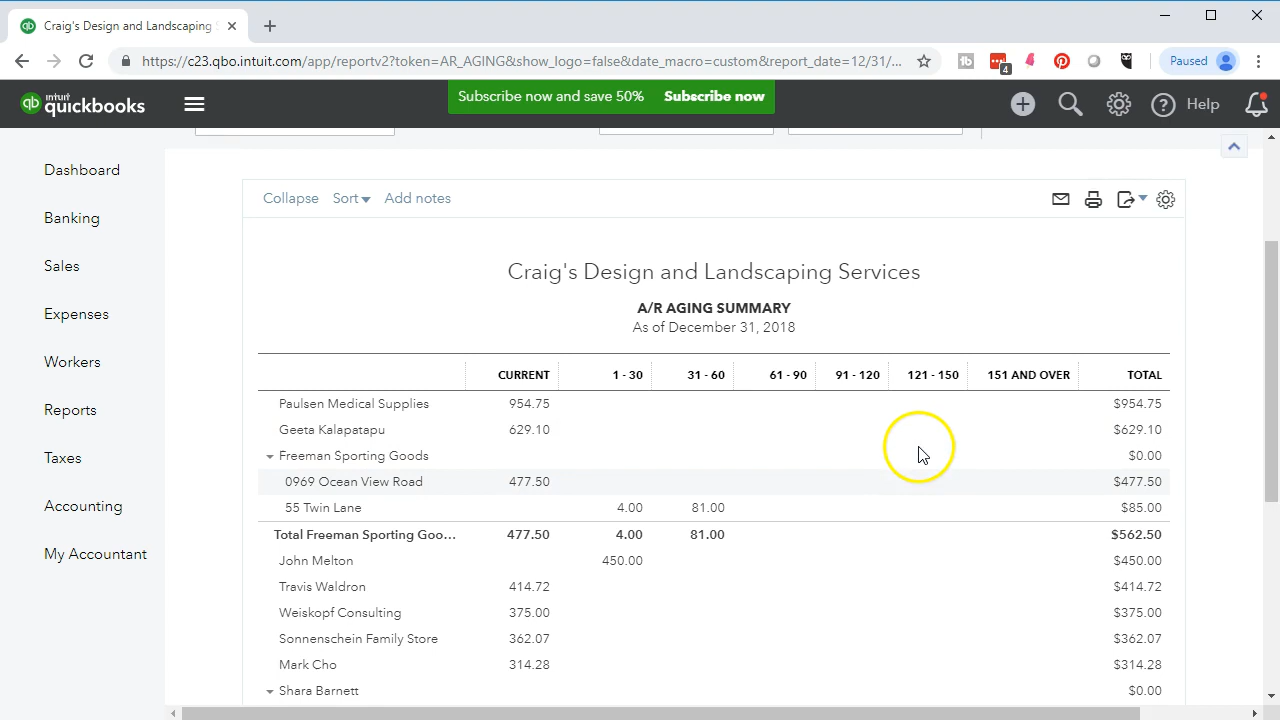 Craig's Design and Landscaping S
https://c23.qbo.intuit.com/app/reportv2?token=AR_AGING&show_logo=false&date_macro=custom&report_date=12/31/...
4
Paused
intuit quickbooks
Subscribe now and save 50% Subscribe now
Help
Dashboard
Banking
Sales
Expenses
Workers
Reports
Taxes
Accounting
My Accountant
Collapse Sort Add notes
Craig's Design and Landscaping Services
A/R AGING SUMMARY
As of December 31, 2018
CURRENT 1 - 30 31 - 60 61 - 90 91 - 120 121 - 150 151 AND OVER TOTAL
Paulsen Medical Supplies 954.75 $954.75
Geeta Kalapatapu 629.10 $629.10
Freeman Sporting Goods $0.00
0969 Ocean View Road 477.50 $477.50
55 Twin Lane 4.00 81.00 $85.00
Total Freeman Sporting Goo... 477.50 4.00 81.00 $562.50
John Melton 450.00 $450.00
Travis Waldron 414.72 $414.72
Weiskopf Consulting 375.00 $375.00
Sonnenschein Family Store 362.07 $362.07
Mark Cho 314.28 $314.28
Shara Barnett $0.00